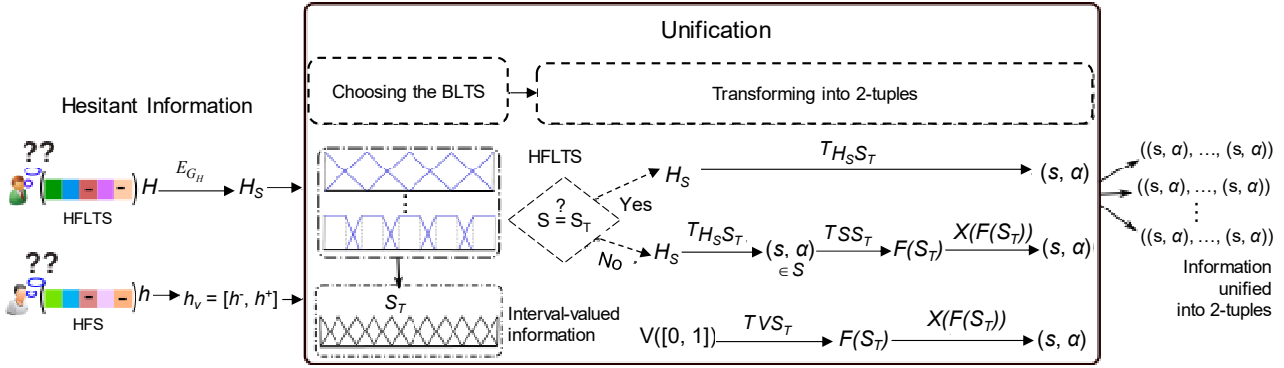 Unification
Choosing the BLTS
Transforming into 2-tuples
Hesitant Information
??
( - - - ) H
E_{G_H}
H_S
HFLTS
HFLTS
?
S = S_T
Yes
No
H_S
T_{H_S S_T}
(s, α)
H_S
T_{H_S S_T}
(s, α)
∈ S
TSS_T
F(S_T)
X(F(S_T))
(s, α)
??
( - - ) h
h_v = [h^-, h^+]
HFS
S_T
Interval-valued
information
V([0, 1])
TVS_T
F(S_T)
X(F(S_T))
(s, α)
((s, α), ..., (s, α))
((s, α), ..., (s, α))
⋮
((s, α), ..., (s, α))
Information
unified
into 2-tuples